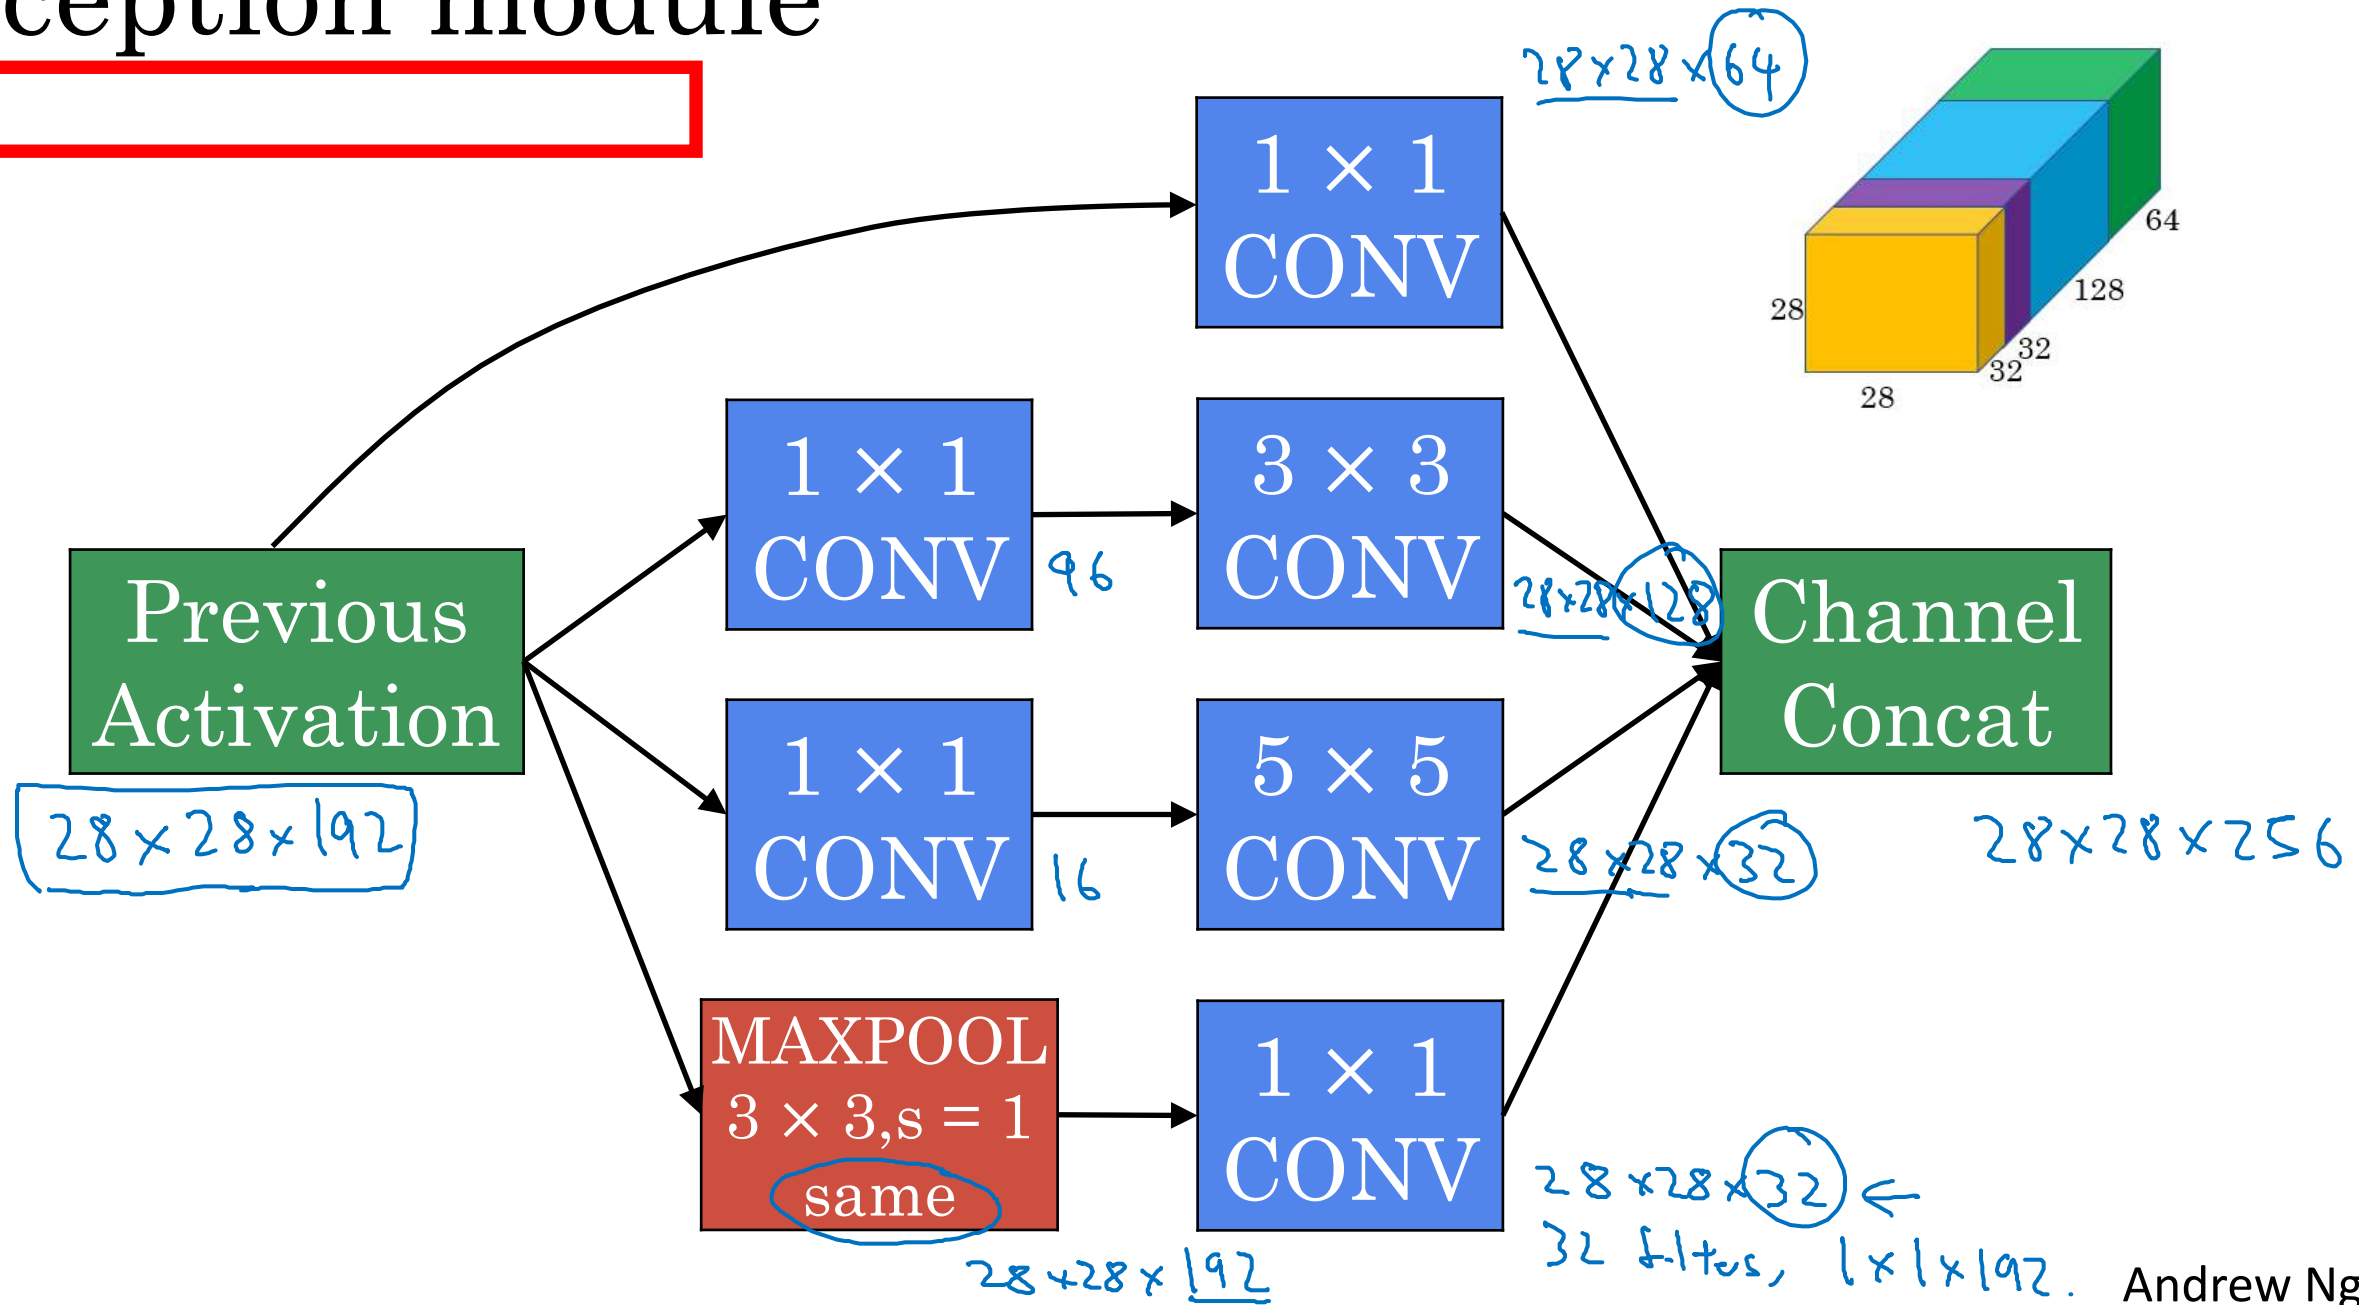 ception module
28×28×64
1 × 1
CONV
64
128
28
32
32
28
1 × 1
CONV
96
3 × 3
CONV
28×28×128
Previous
Activation
28×28×192
Channel
Concat
28×28×256
1 × 1
CONV
16
5 × 5
CONV
28×28×32
MAXPOOL
3 × 3,s = 1
same
28×28×192
1 × 1
CONV
28×28×32 ←
32 filters, 1×1×192.
Andrew Ng